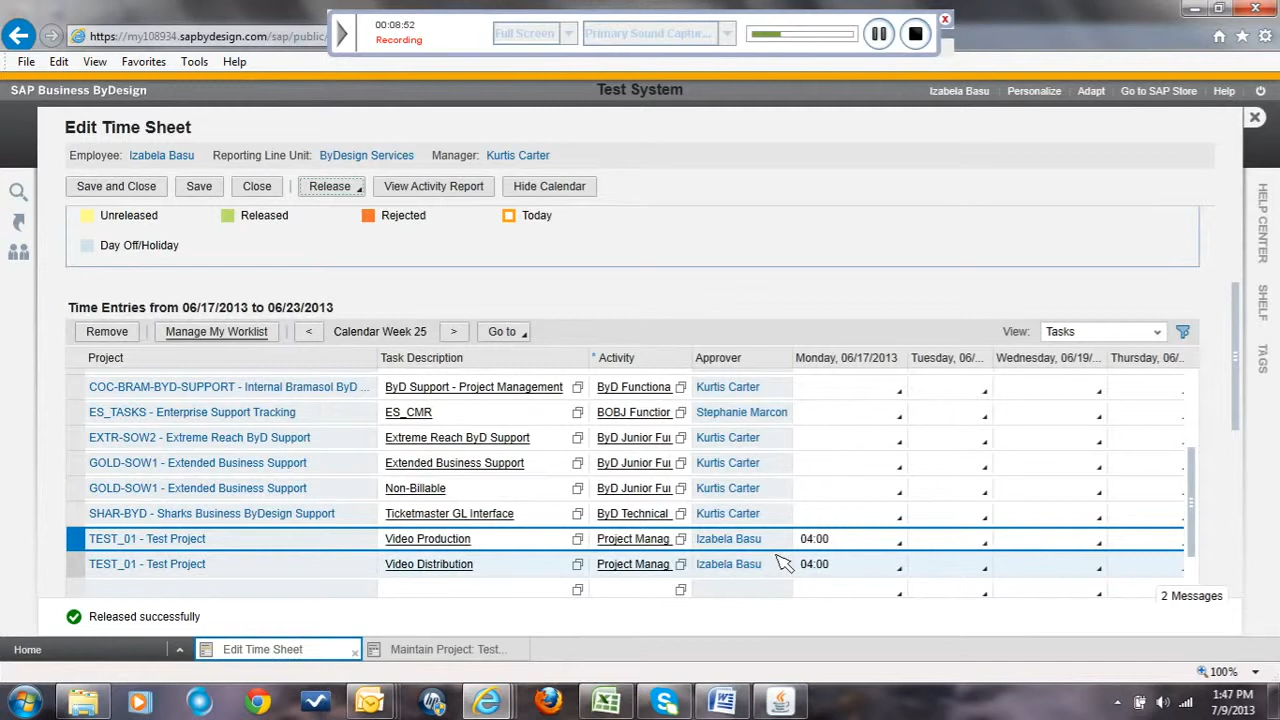 00:08:52
Recording
Full Screen
Primary Sound Captur...
https://my108934.sapbydesign.com/sap/public/
File Edit View Favorites Tools Help
SAP Business ByDesign Test System Izabela Basu Personalize Adapt Go to SAP Store Help
Edit Time Sheet
Employee: Izabela Basu Reporting Line Unit: ByDesign Services Manager: Kurtis Carter
Save and Close Save Close Release View Activity Report Hide Calendar
Unreleased Released Rejected Today
Day Off/Holiday
Time Entries from 06/17/2013 to 06/23/2013
Remove Manage My Worklist < Calendar Week 25 > Go to View: Tasks
Project Task Description * Activity Approver Monday, 06/17/2013 Tuesday, 06/... Wednesday, 06/19/... Thursday, 06/..
COC-BRAM-BYD-SUPPORT - Internal Bramasol ByD ... ByD Support - Project Management ByD Functiona Kurtis Carter
ES_TASKS - Enterprise Support Tracking ES_CMR BOBJ Function Stephanie Marcon
EXTR-SOW2 - Extreme Reach ByD Support Extreme Reach ByD Support ByD Junior Fu Kurtis Carter
GOLD-SOW1 - Extended Business Support Extended Business Support ByD Junior Fu Kurtis Carter
GOLD-SOW1 - Extended Business Support Non-Billable ByD Junior Fu Kurtis Carter
SHAR-BYD - Sharks Business ByDesign Support Ticketmaster GL Interface ByD Technical Kurtis Carter
TEST_01 - Test Project Video Production Project Manag Izabela Basu 04:00
TEST_01 - Test Project Video Distribution Project Manag Izabela Basu 04:00
2 Messages
Released successfully
Home Edit Time Sheet Maintain Project: Test...
HELP CENTER
SHELF
TAGS
100%
1:47 PM
7/9/2013